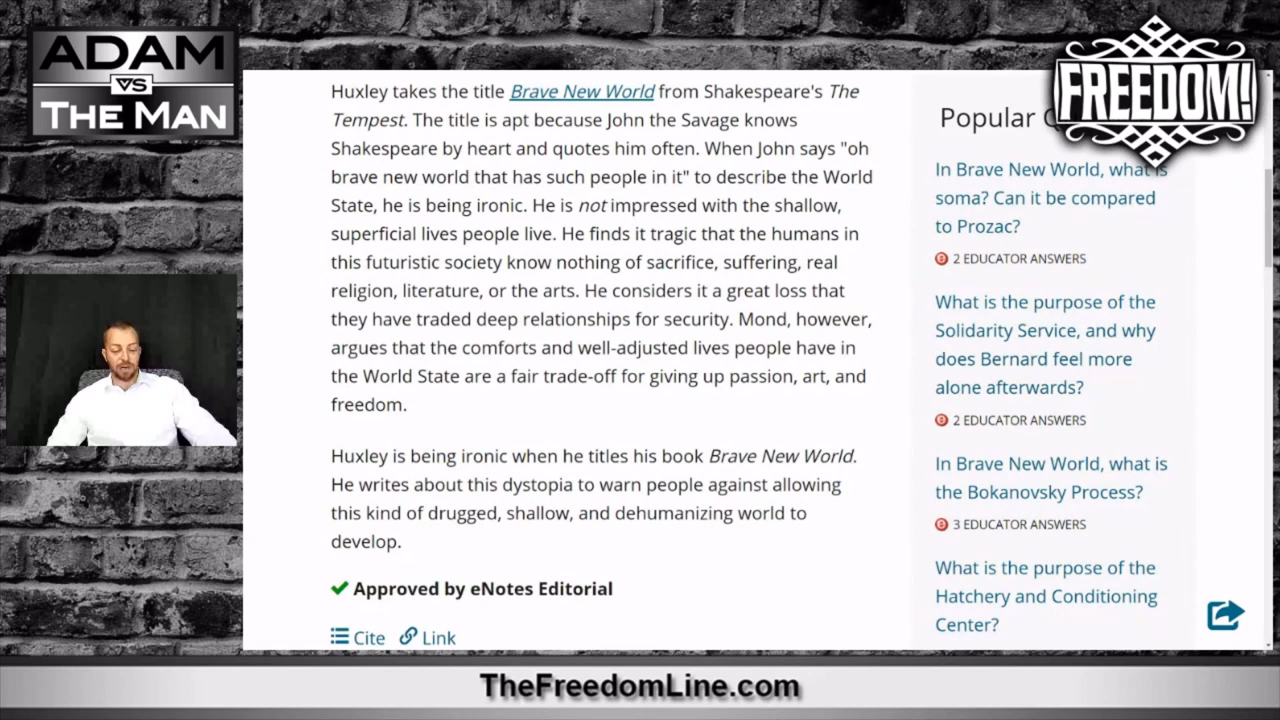 ADAM
VS
THE MAN
FREEDOM!
Huxley takes the title Brave New World from Shakespeare's The
Tempest. The title is apt because John the Savage knows
Shakespeare by heart and quotes him often. When John says "oh
brave new world that has such people in it" to describe the World
State, he is being ironic. He is not impressed with the shallow,
superficial lives people live. He finds it tragic that the humans in
this futuristic society know nothing of sacrifice, suffering, real
religion, literature, or the arts. He considers it a great loss that
they have traded deep relationships for security. Mond, however,
argues that the comforts and well-adjusted lives people have in
the World State are a fair trade-off for giving up passion, art, and
freedom.
Huxley is being ironic when he titles his book Brave New World.
He writes about this dystopia to warn people against allowing
this kind of drugged, shallow, and dehumanizing world to
develop.
Approved by eNotes Editorial
Cite Link
Popular
In Brave New World, what is
soma? Can it be compared
to Prozac?
2 EDUCATOR ANSWERS
What is the purpose of the
Solidarity Service, and why
does Bernard feel more
alone afterwards?
2 EDUCATOR ANSWERS
In Brave New World, what is
the Bokanovsky Process?
3 EDUCATOR ANSWERS
What is the purpose of the
Hatchery and Conditioning
Center?
TheFreedomLine.com